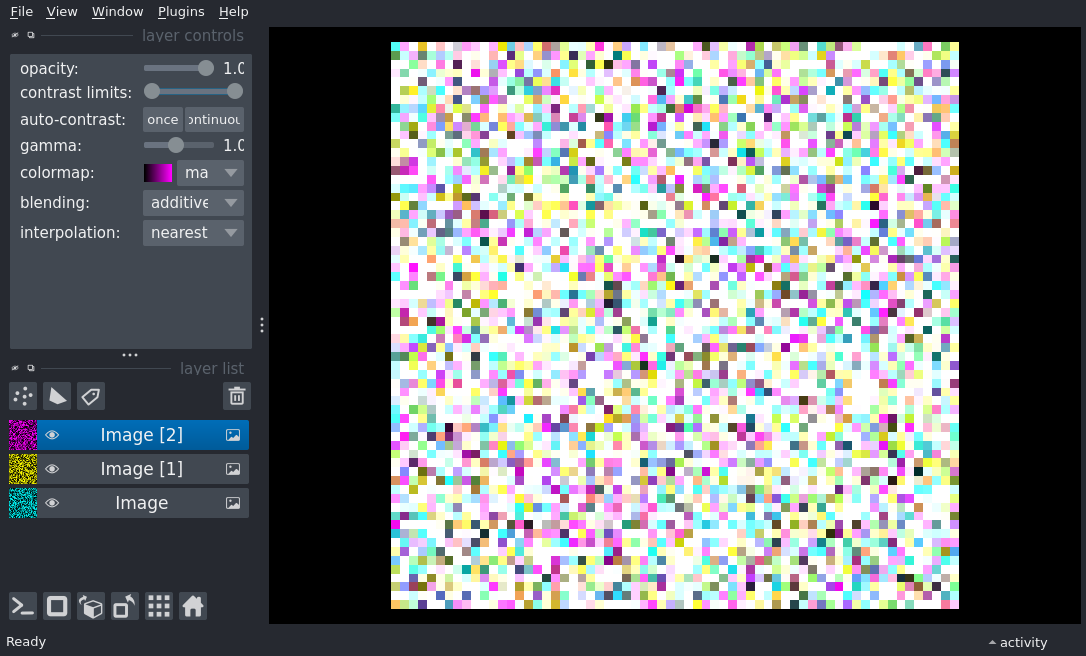 File View Window Plugins Help
layer controls
opacity: 1.0
contrast limits:
auto-contrast: once ontinuou
gamma: 1.0
colormap: ma
blending: additive
interpolation: nearest
layer list
Image [2]
Image [1]
Image
Ready
activity